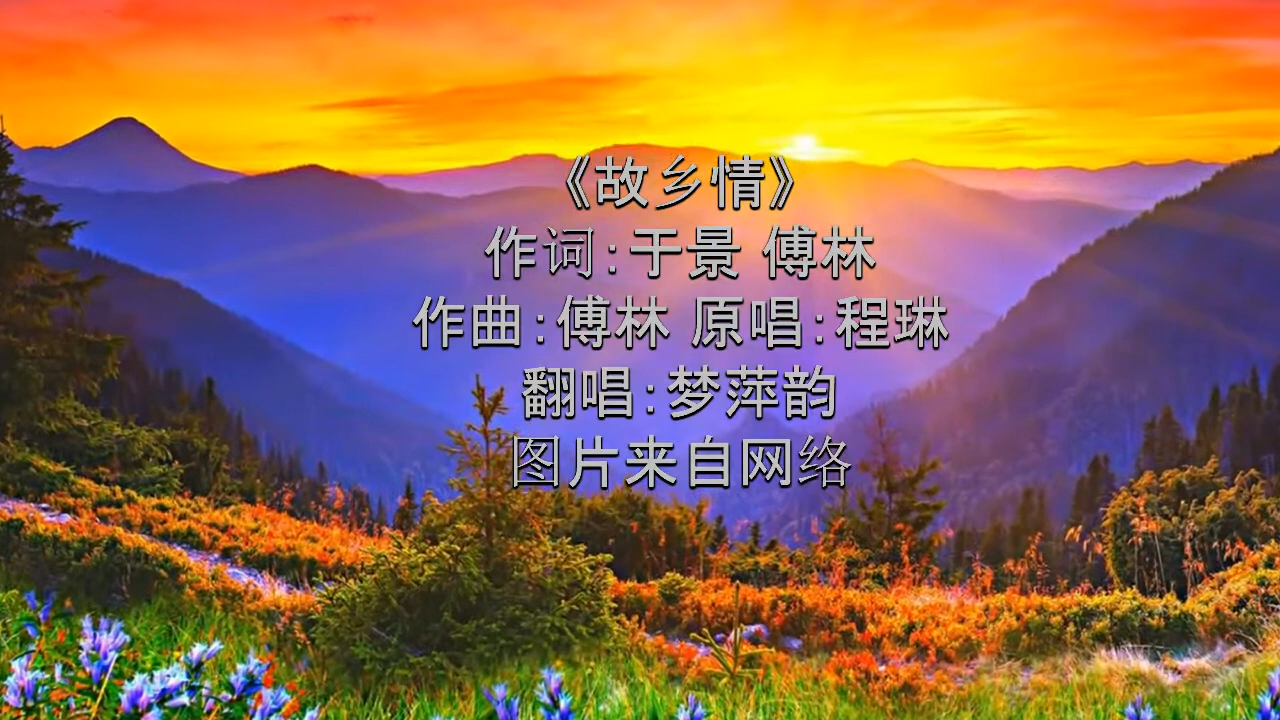 《故乡情》
作词:于景 傅林
作曲:傅林 原唱:程琳
翻唱:梦萍韵
图片来自网络